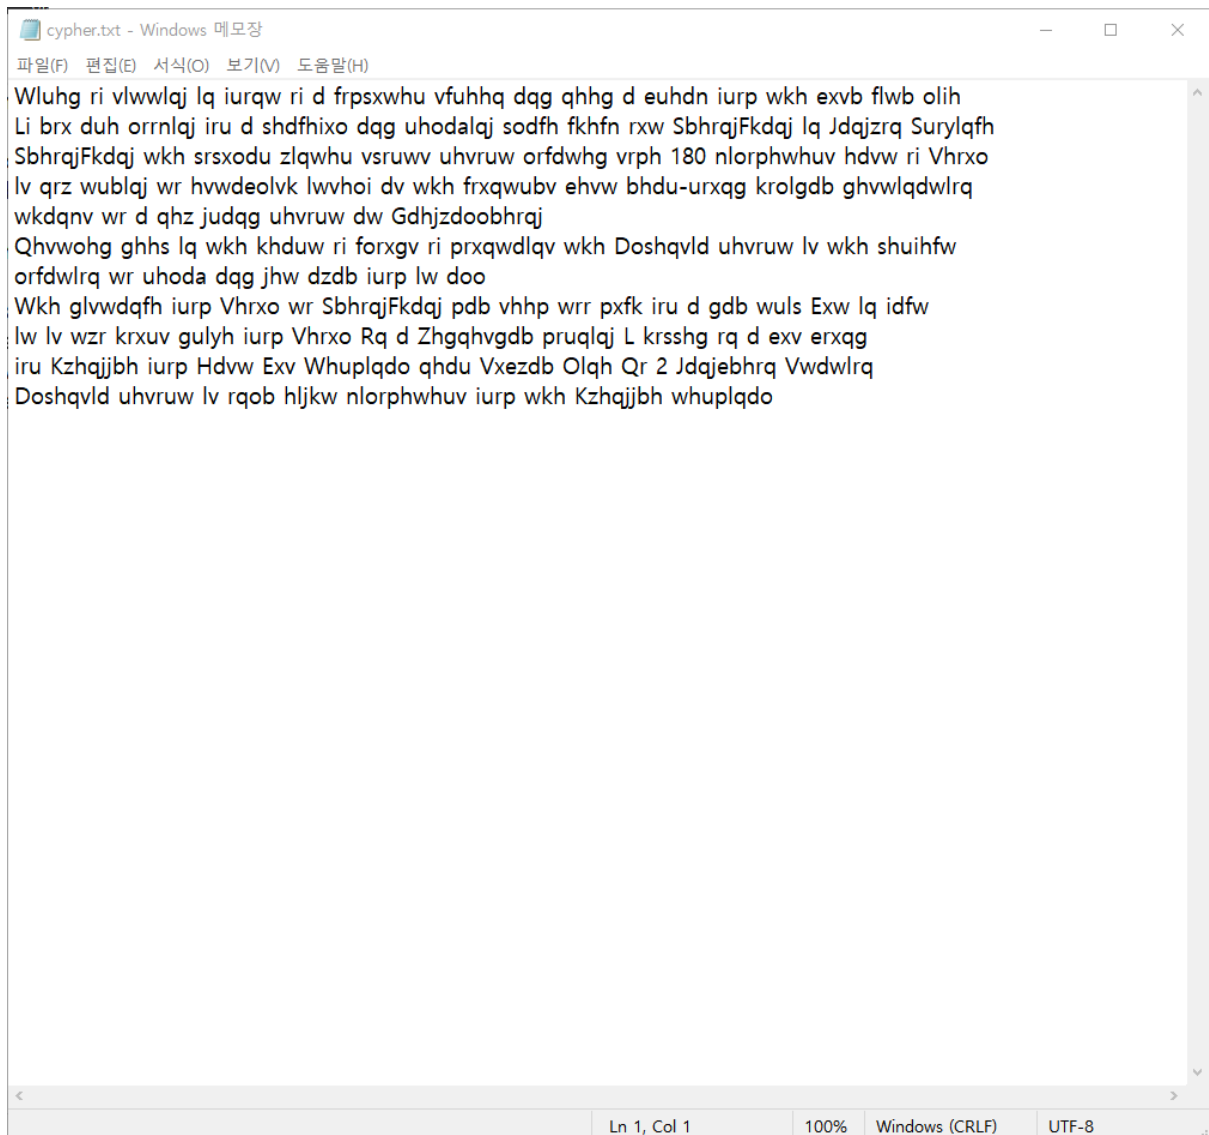 cypher.txt - Windows 메모장
파일(F) 편집(E) 서식(O) 보기(V) 도움말(H)
Wluhg ri vlwwlqj lq iurqw ri d frpsxwhu vfuhhq dqg qhhg d euhdn iurp wkh exvb flwb olih
Li brx duh orrnlqj iru d shdfhixo dqg uhodalqj sodfh fkhfn rxw SbhrqjFkdqj lq Jdqjzrq Surylqfh
SbhrqjFkdqj wkh srsxodu zlqwhu vsruwv uhvruw orfdwhg vrph 180 nlorphwhuv hdvw ri Vhrxo
lv qrz wublqj wr hvwdeolvk lwvhoi dv wkh frxqwubv ehvw bhdu-urxqg krolgdb ghvwlqdwlrq
wkdqnv wr d qhz judqg uhvruw dw Gdhjzdoobhrqj
Qhvwohg ghhs lq wkh khduw ri forxgv ri prxqwdlqv wkh Doshqvld uhvruw lv wkh shuihfw
orfdwlrq wr uhoda dqg jhw dzdb iurp lw doo
Wkh glvwdqfh iurp Vhrxo wr SbhrqjFkdqj pdb vhhp wrr pxfk iru d gdb wuls Exw lq idfw
lw lv wzr krxuv gulyh iurp Vhrxo Rq d Zhgqhvgdb pruqlqj L krsshg rq d exv erxqg
iru Kzhqjjbh iurp Hdvw Exv Whuplqdo qhdu Vxezdb Olqh Qr 2 Jdqjebhrq Vwdwlrq
Doshqvld uhvruw lv rqob hljkw nlorphwhuv iurp wkh Kzhqjjbh whuplqdo
Ln 1, Col 1 100% Windows (CRLF) UTF-8